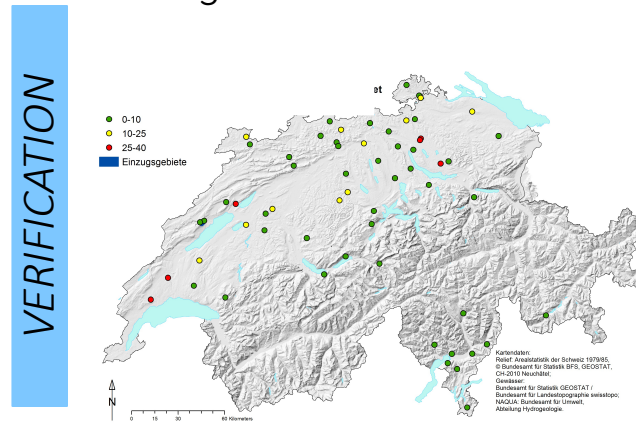 VERIFICATION
et
0-10
10-25
25-40
Einzugsgebiete
Kartendaten:
Relief: Arealstatistik der Schweiz 1979/85,
© Bundesamt für Statistik BFS, GEOSTAT,
CH-2010 Neuchâtel;
Gewässer:
Bundesamt für Statistik GEOSTAT /
Bundesamt für Landestopographie swisstopo;
NAQUA: Bundesamt für Umwelt,
Abteilung Hydrogeologie.
N
0 15 30 60 Kilometers